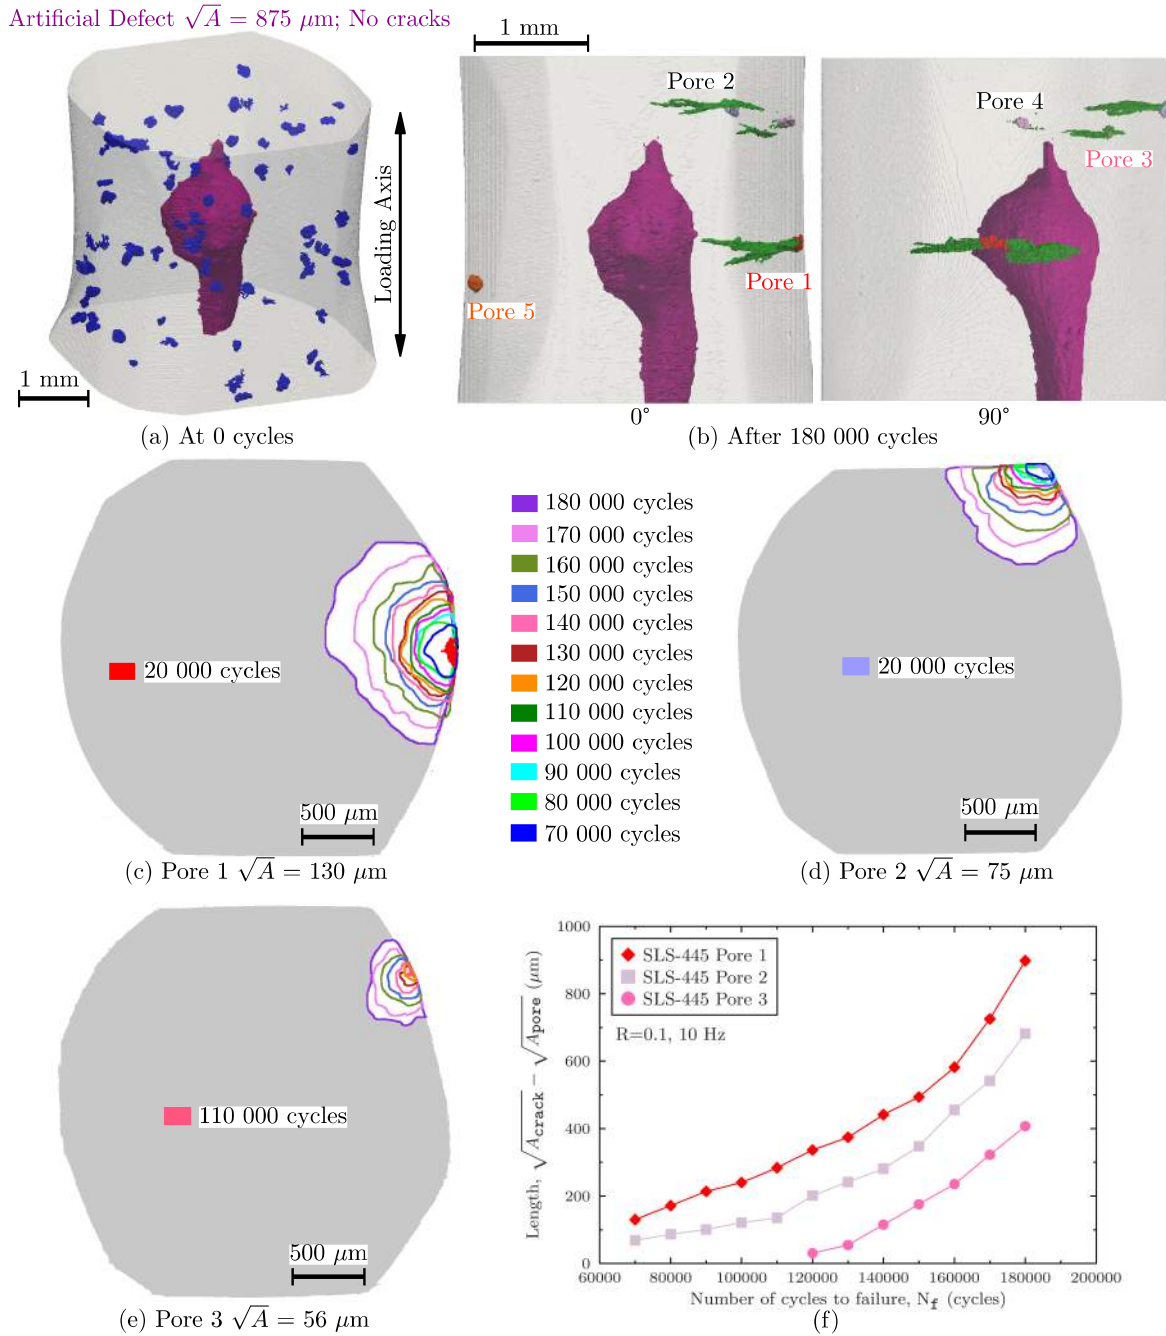 Artificial Defect √A = 875 μm; No cracks
1 mm
Loading Axis
1 mm
(a) At 0 cycles
Pore 2
Pore 4
Pore 3
Pore 1
Pore 5
0°
90°
(b) After 180 000 cycles
20 000 cycles
500 μm
(c) Pore 1 √A = 130 μm
180 000 cycles
170 000 cycles
160 000 cycles
150 000 cycles
140 000 cycles
130 000 cycles
120 000 cycles
110 000 cycles
100 000 cycles
90 000 cycles
80 000 cycles
70 000 cycles
20 000 cycles
500 μm
(d) Pore 2 √A = 75 μm
110 000 cycles
500 μm
(e) Pore 3 √A = 56 μm
Length, √A_crack − √A_pore (μm)
1000
800
600
400
200
0
SLS-445 Pore 1
SLS-445 Pore 2
SLS-445 Pore 3
R=0.1, 10 Hz
60000 80000 100000 120000 140000 160000 180000 200000
Number of cycles to failure, N_f (cycles)
(f)